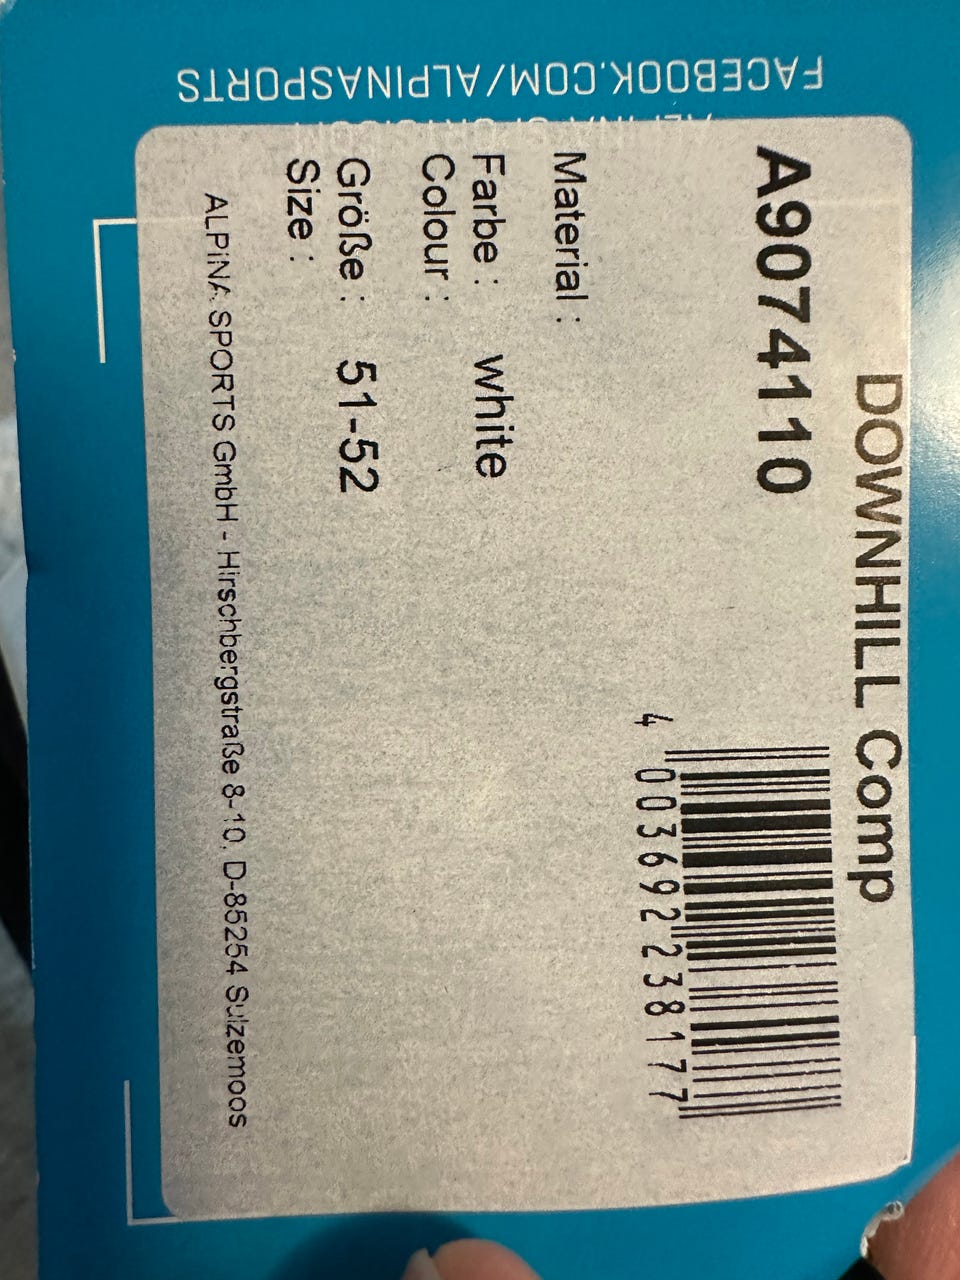 DOWNHILL Comp
A9074110
4 003692 238177
Material :
Farbe : white
Colour :
Größe : 51-52
Size :
ALPINA SPORTS GmbH - Hirschbergstraße 8-10, D-85254 Sulzemoos
FACEBOOK.COM/ALPINASPORTS